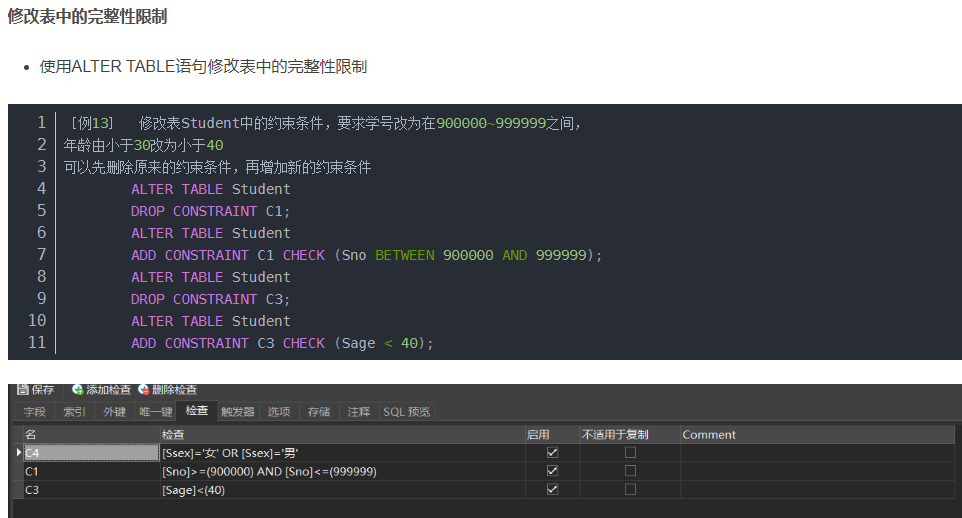 修改表中的完整性限制
使用ALTER TABLE语句修改表中的完整性限制
1 [例13] 修改表Student中的约束条件，要求学号改为在900000~999999之间，
2 年龄由小于30改为小于40
3 可以先删除原来的约束条件，再增加新的约束条件
4 ALTER TABLE Student
5 DROP CONSTRAINT C1;
6 ALTER TABLE Student
7 ADD CONSTRAINT C1 CHECK (Sno BETWEEN 900000 AND 999999);
8 ALTER TABLE Student
9 DROP CONSTRAINT C3;
10 ALTER TABLE Student
11 ADD CONSTRAINT C3 CHECK (Sage < 40);
保存 添加检查 删除检查
字段 索引 外键 唯一键 检查 触发器 选项 存储 注释 SQL 预览
名 检查 启用 不适用于复制 Comment
C4 [Ssex]='女' OR [Ssex]='男'
C1 [Sno]>=(900000) AND [Sno]<=(999999)
C3 [Sage]<(40)